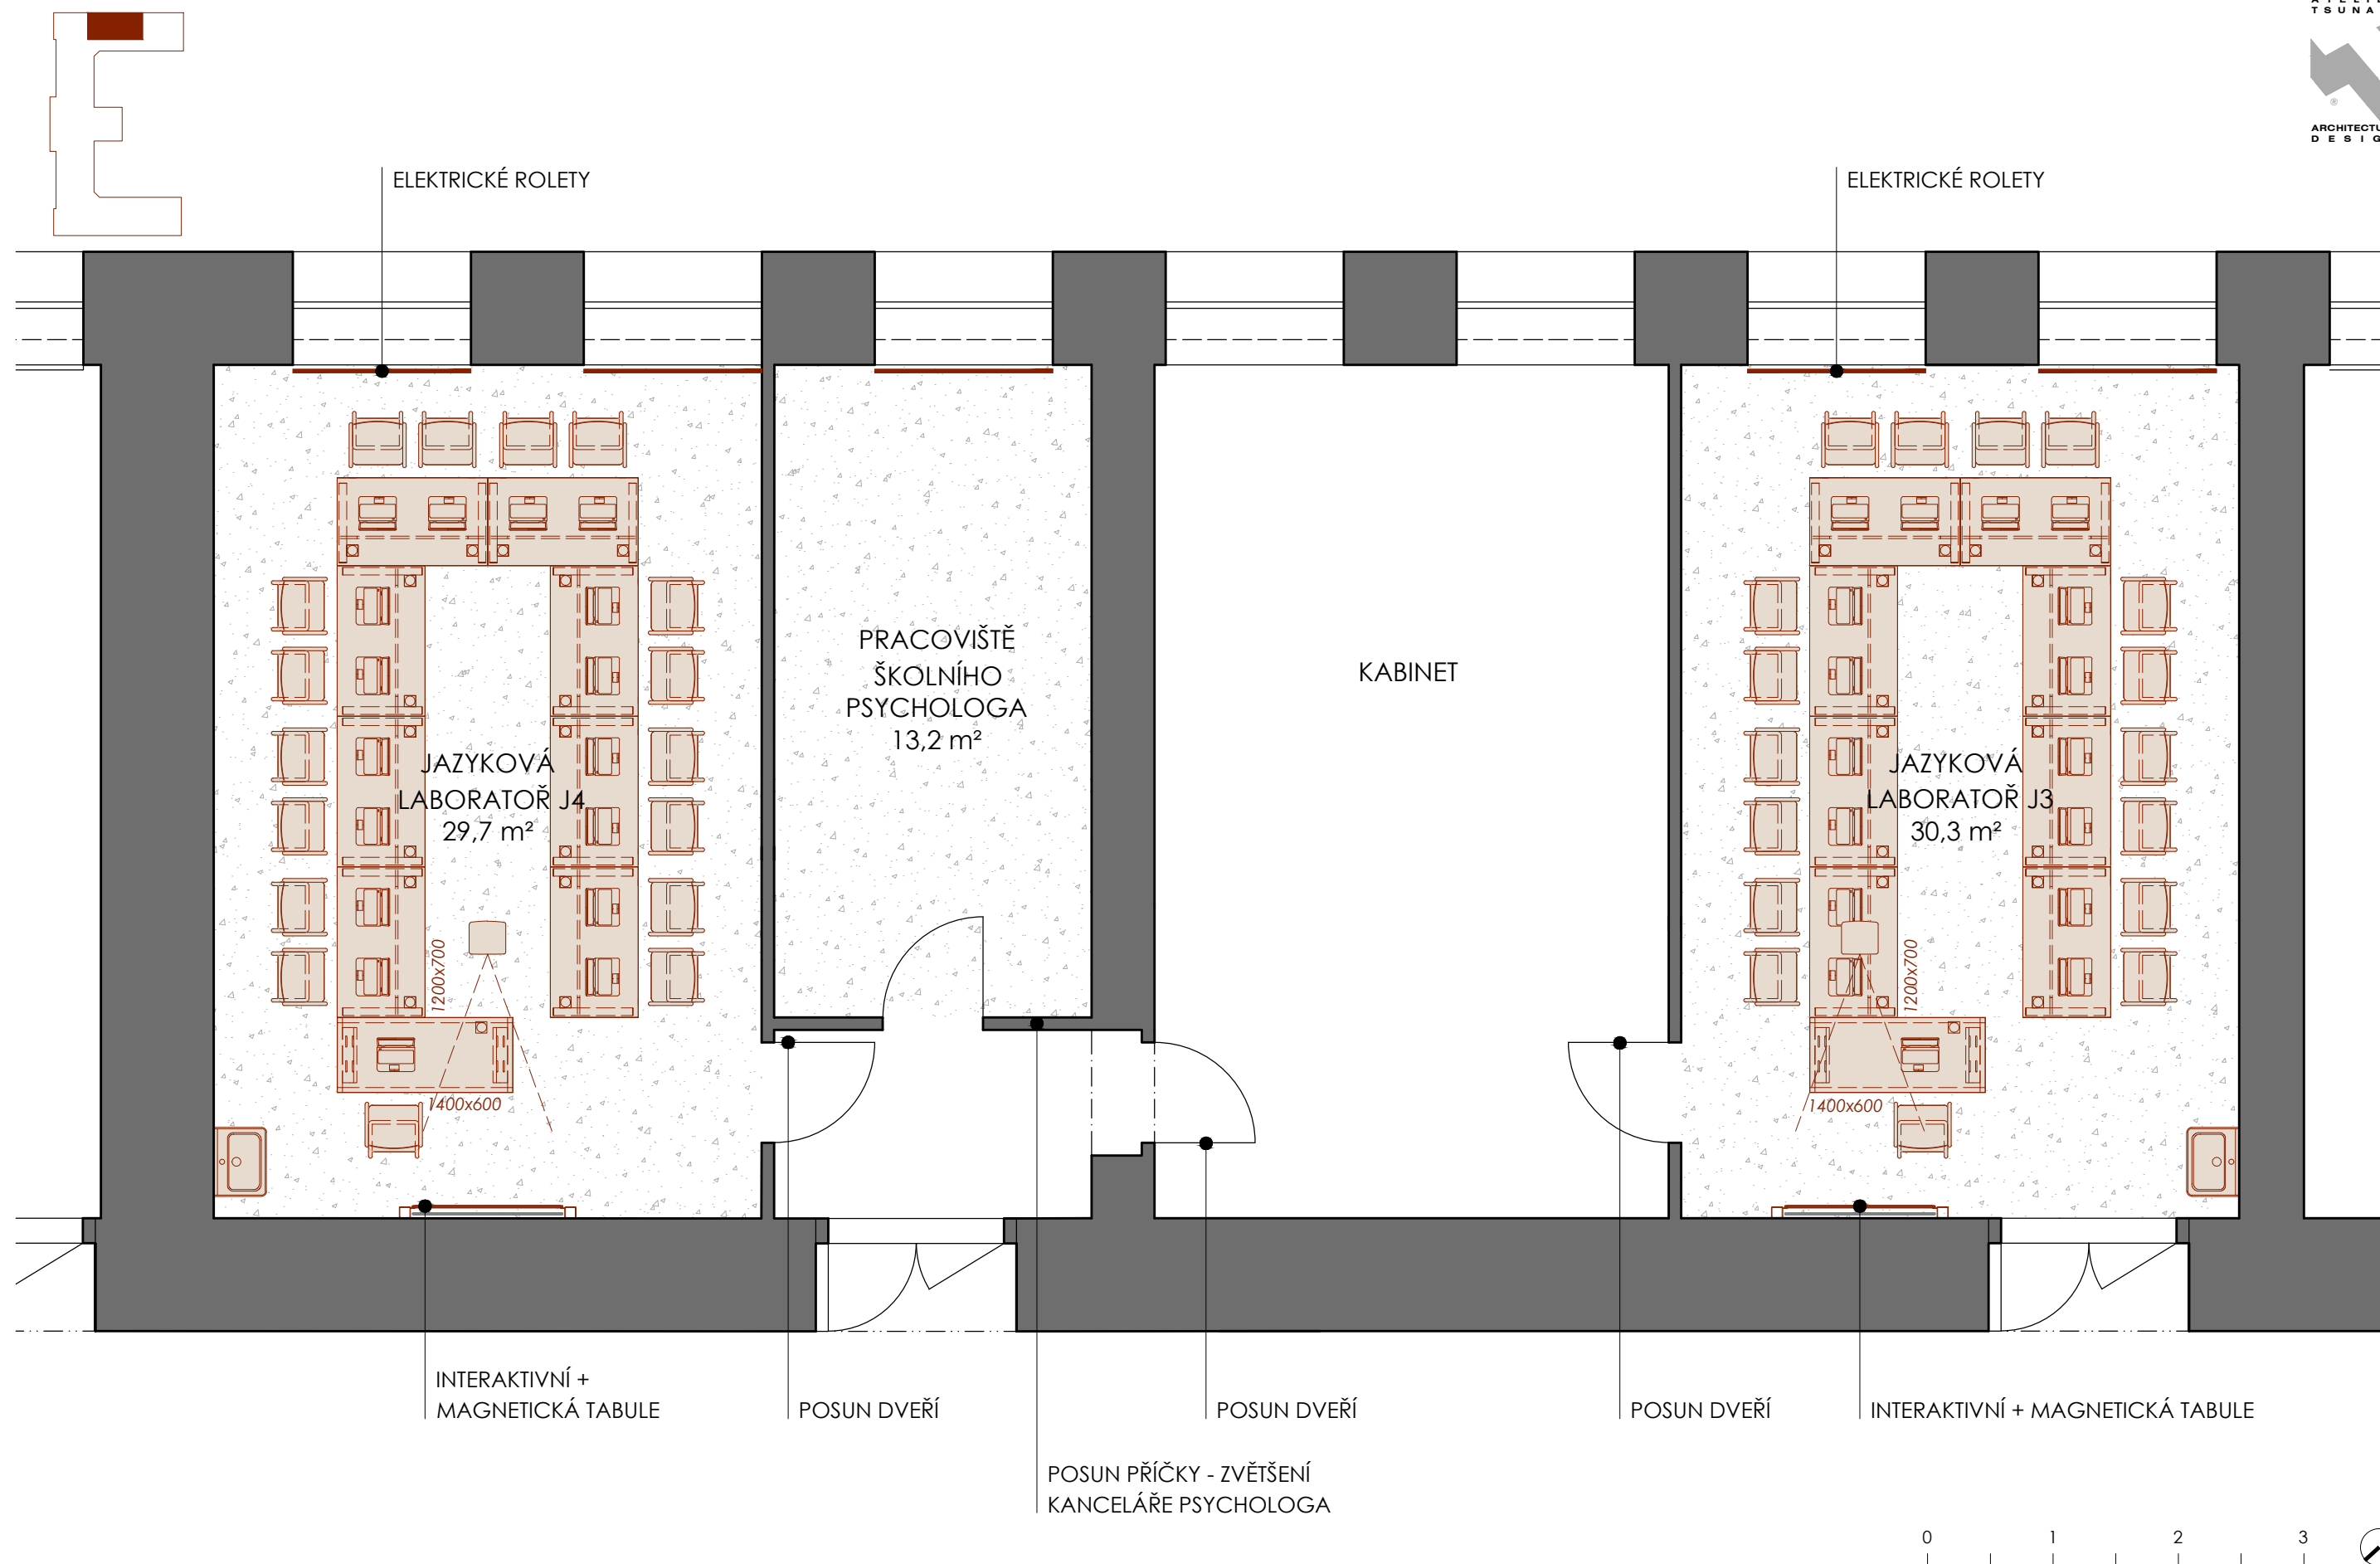 TSUNA
®
ARCHITECTU
DESIG
ELEKTRICKÉ ROLETY
ELEKTRICKÉ ROLETY
PRACOVIŠTĚ
ŠKOLNÍHO
PSYCHOLOGA
13,2 m²
KABINET
JAZYKOVÁ
LABORATOŘ J4
29,7 m²
JAZYKOVÁ
LABORATOŘ J3
30,3 m²
1200x700
1200x700
1400x600
1400x600
INTERAKTIVNÍ +
MAGNETICKÁ TABULE
POSUN DVEŘÍ
POSUN DVEŘÍ
POSUN DVEŘÍ
INTERAKTIVNÍ + MAGNETICKÁ TABULE
POSUN PŘÍČKY - ZVĚTŠENÍ
KANCELÁŘE PSYCHOLOGA
0 1 2 3